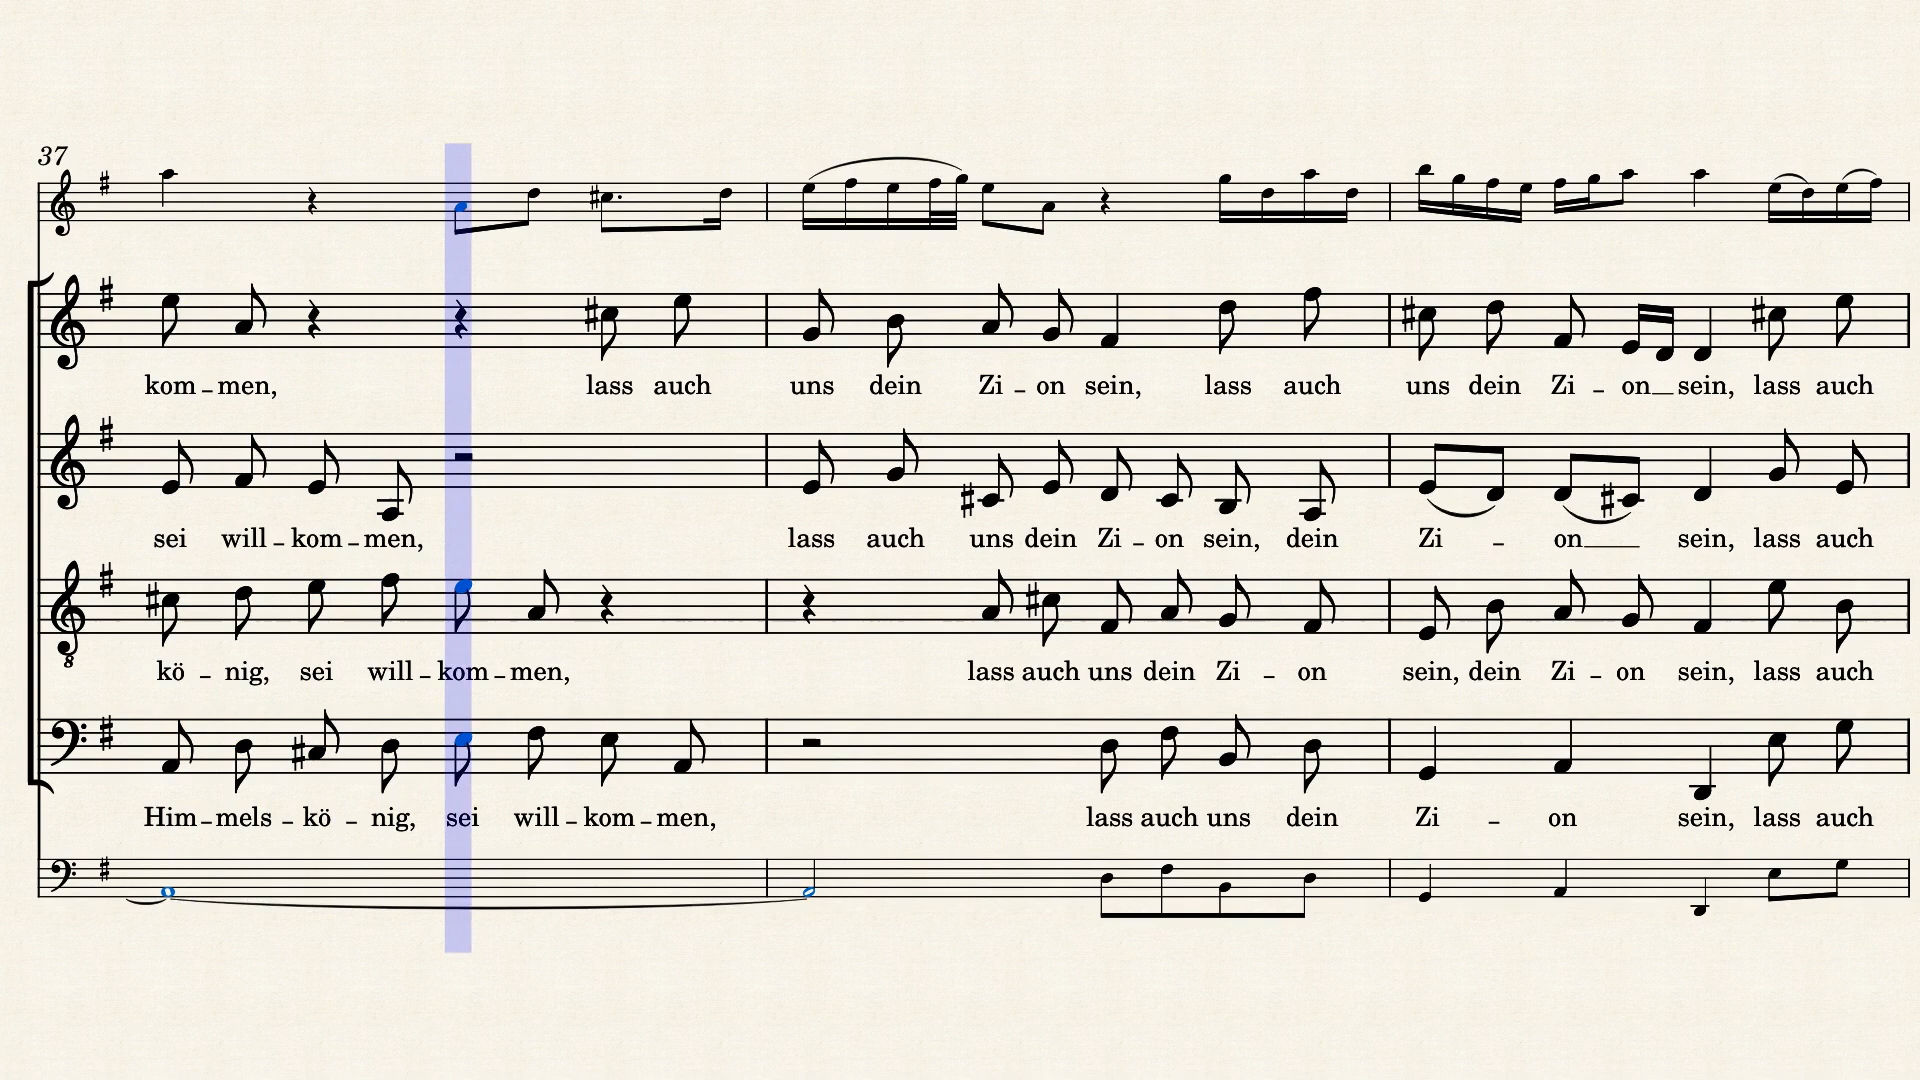 37
kom – men, lass auch uns dein Zi – on sein, lass auch uns dein Zi – on sein, lass auch
sei will – kom – men, lass auch uns dein Zi – on sein, dein Zi – on sein, lass auch
kö – nig, sei will – kom – men, lass auch uns dein Zi – on sein, dein Zi – on sein, lass auch
8
Him – mels – kö – nig, sei will – kom – men, lass auch uns dein Zi – on sein, lass auch